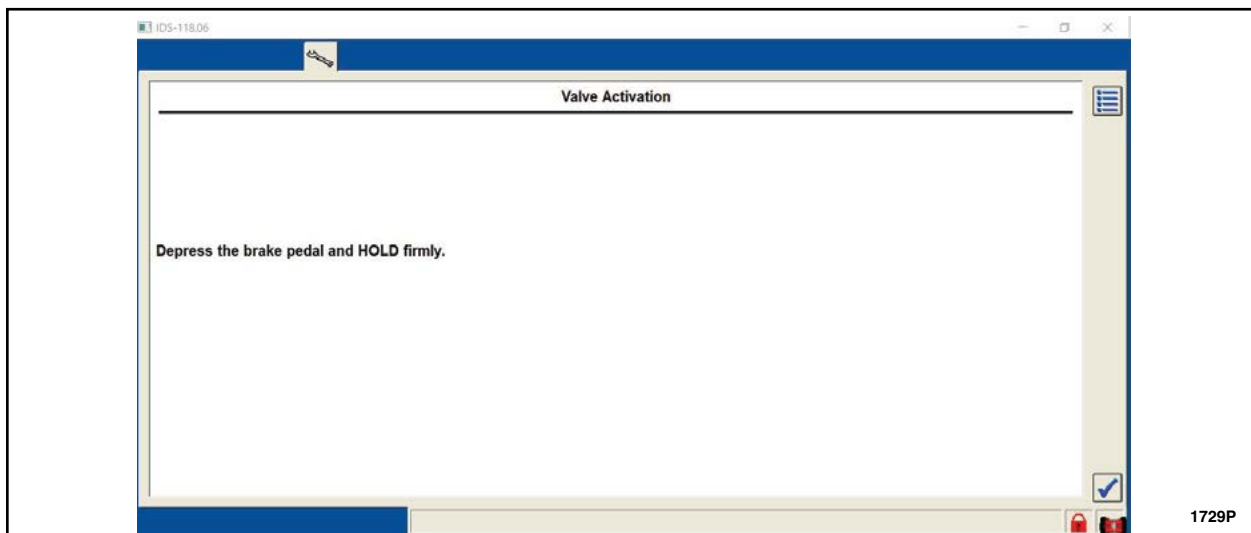 IDS-118.06
Valve Activation
Depress the brake pedal and HOLD firmly.
1729P